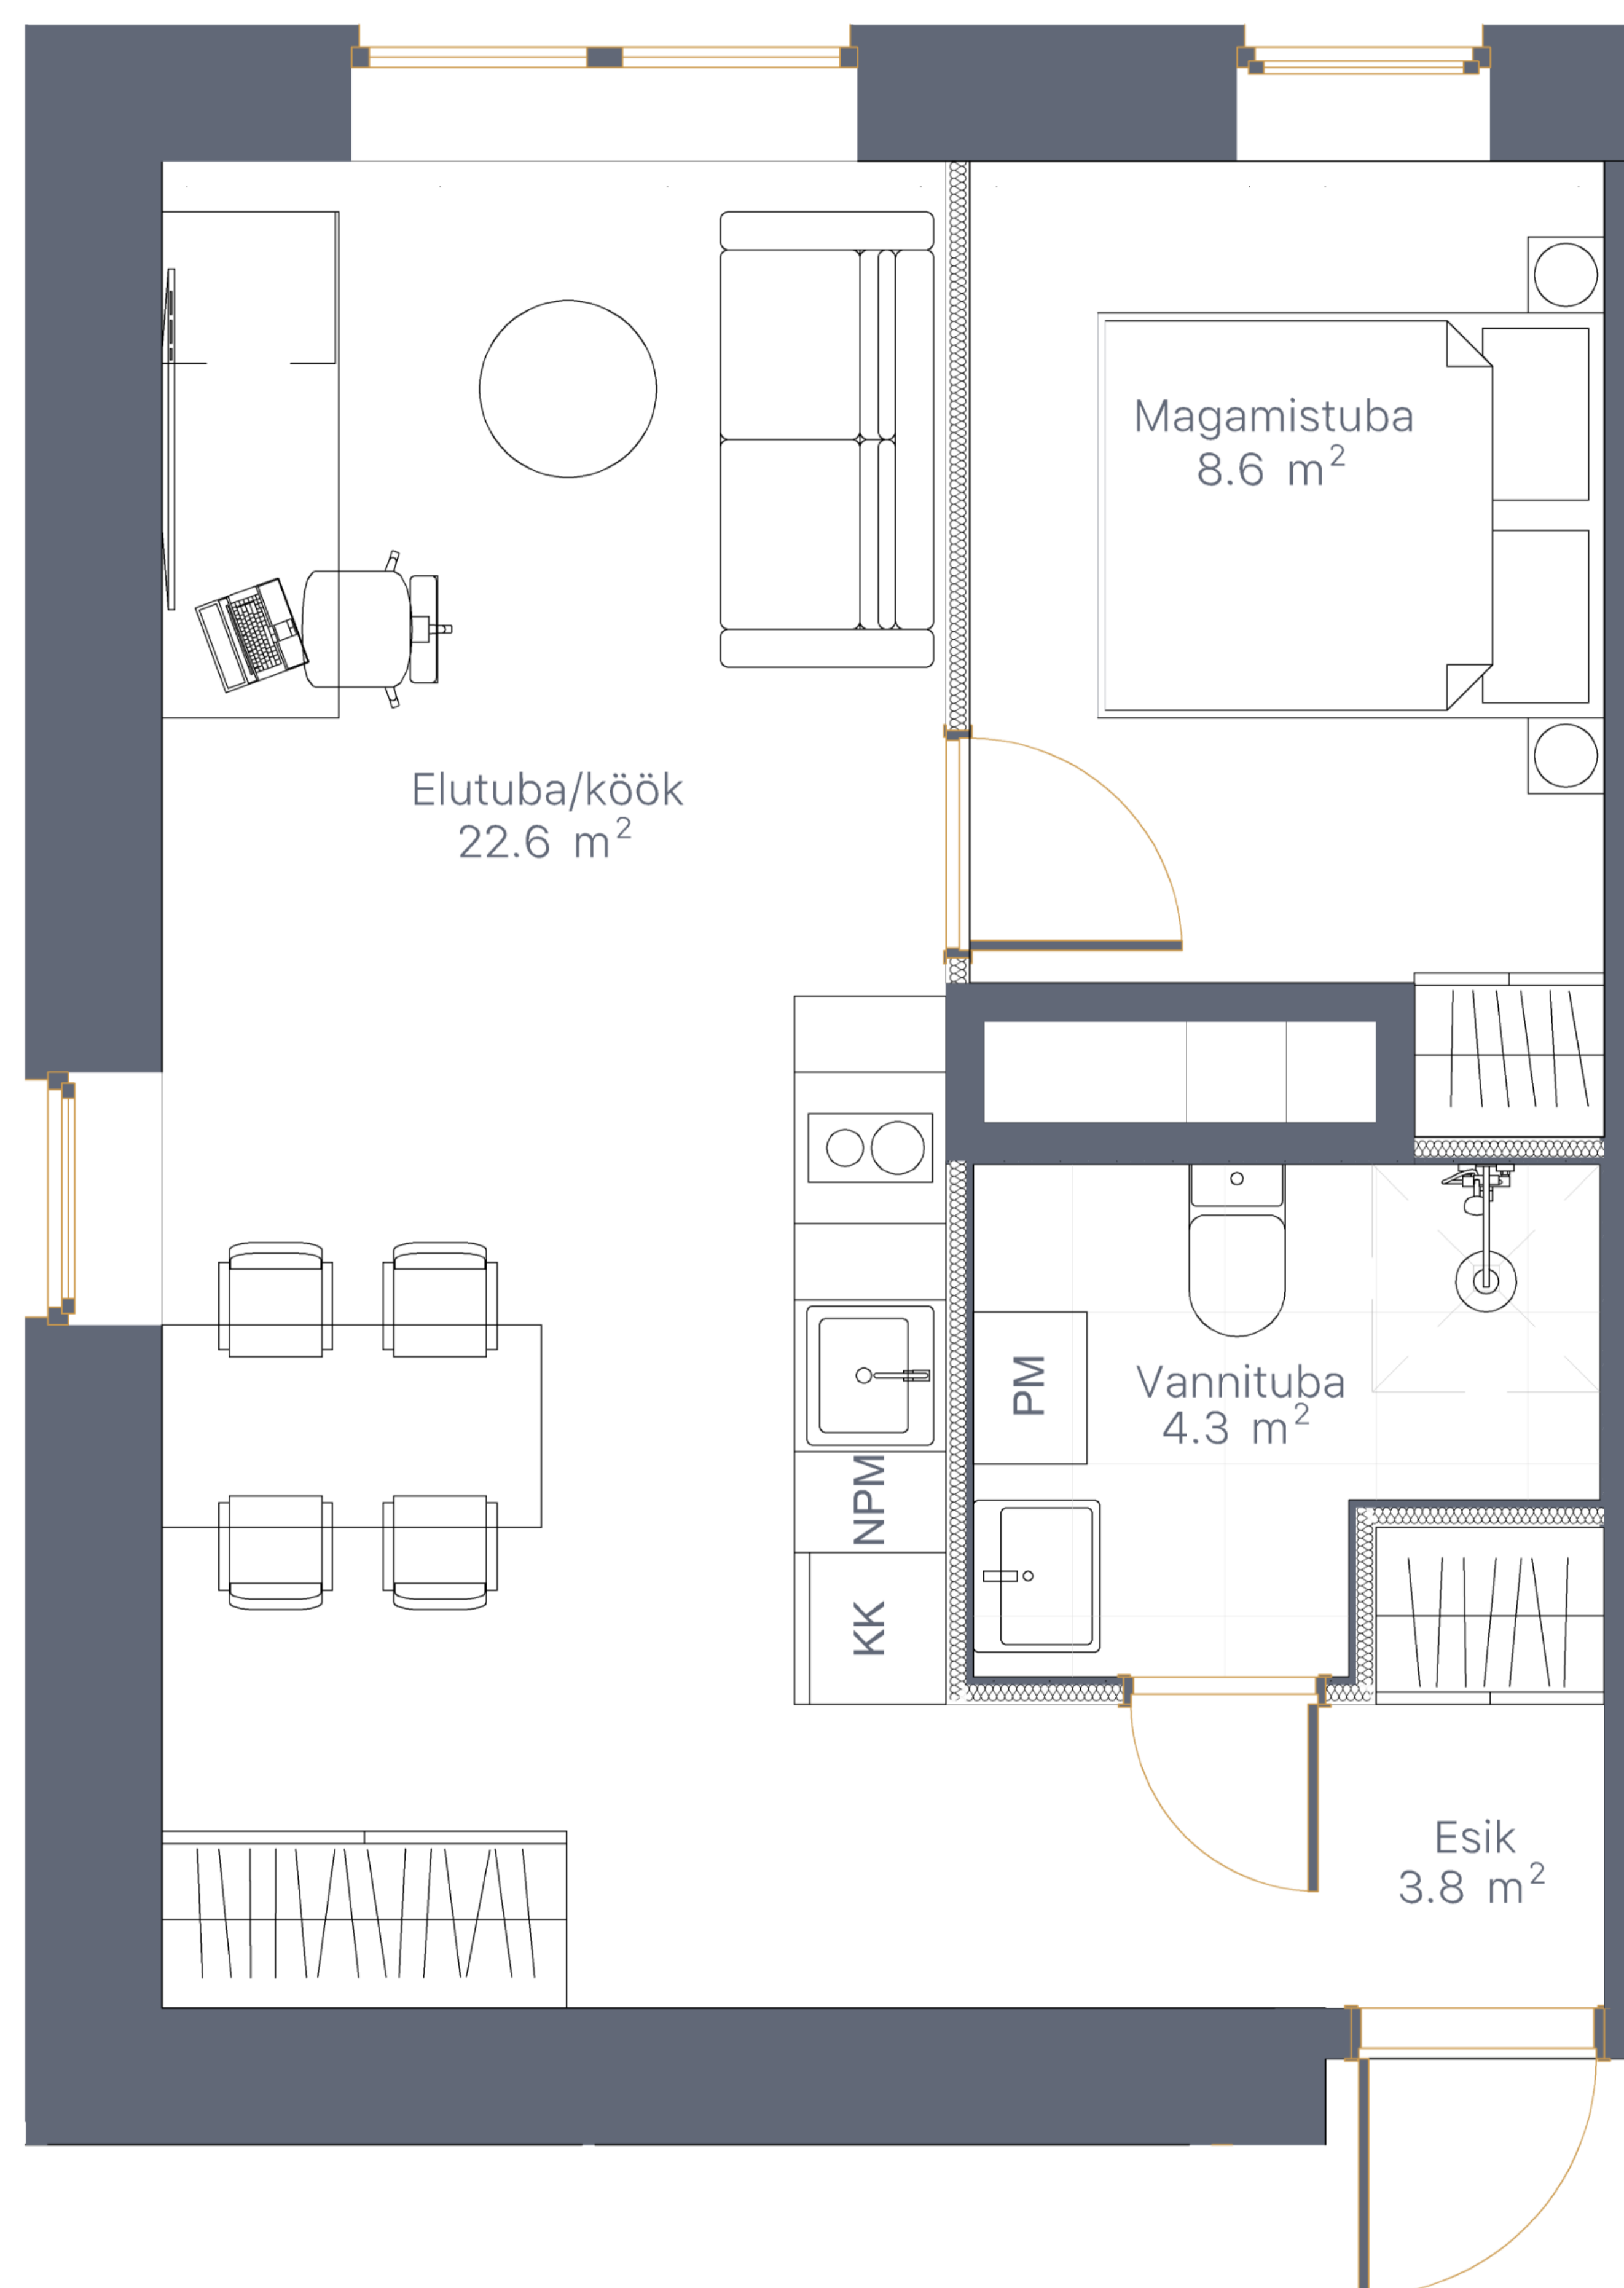 Magamistuba
8.6 m²
Elutuba/köök
22.6 m²
PM
Vannituba
4.3 m²
NPM
KK
Esik
3.8 m²